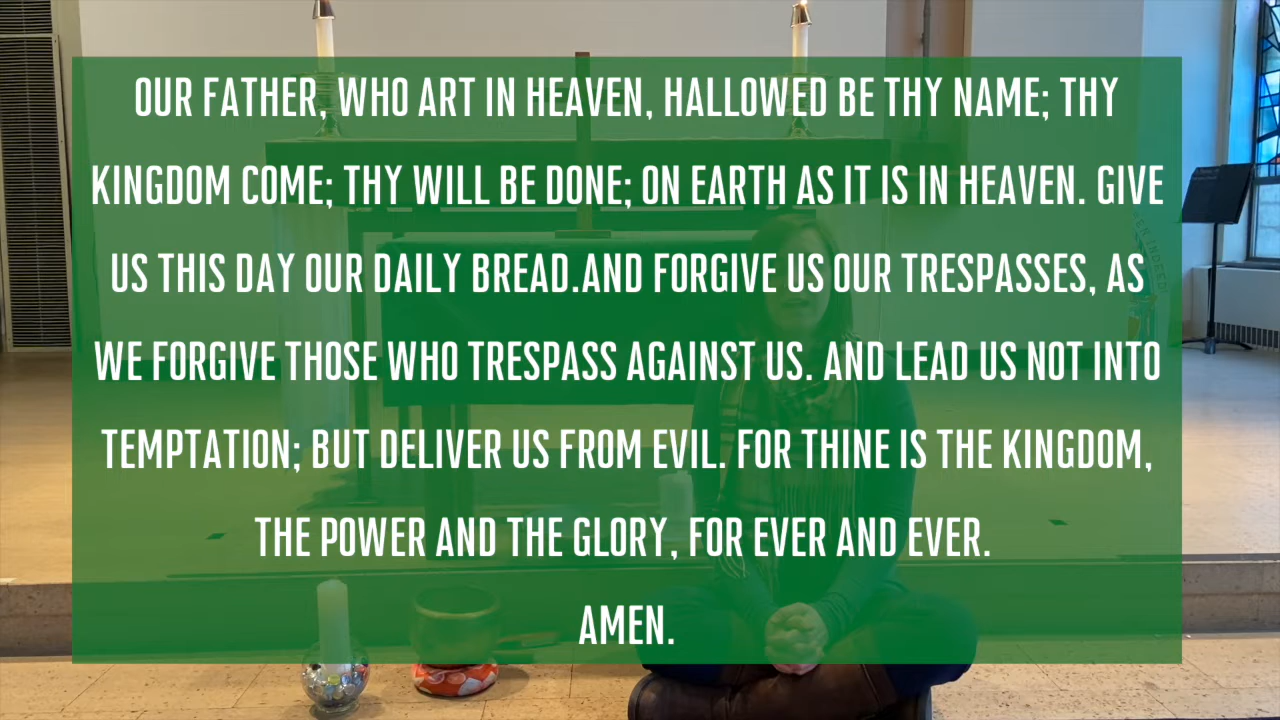 OUR FATHER, WHO ART IN HEAVEN, HALLOWED BE THY NAME; THY
KINGDOM COME; THY WILL BE DONE; ON EARTH AS IT IS IN HEAVEN. GIVE
US THIS DAY OUR DAILY BREAD.AND FORGIVE US OUR TRESPASSES, AS
WE FORGIVE THOSE WHO TRESPASS AGAINST US. AND LEAD US NOT INTO
TEMPTATION; BUT DELIVER US FROM EVIL. FOR THINE IS THE KINGDOM,
THE POWER AND THE GLORY, FOR EVER AND EVER.
AMEN.